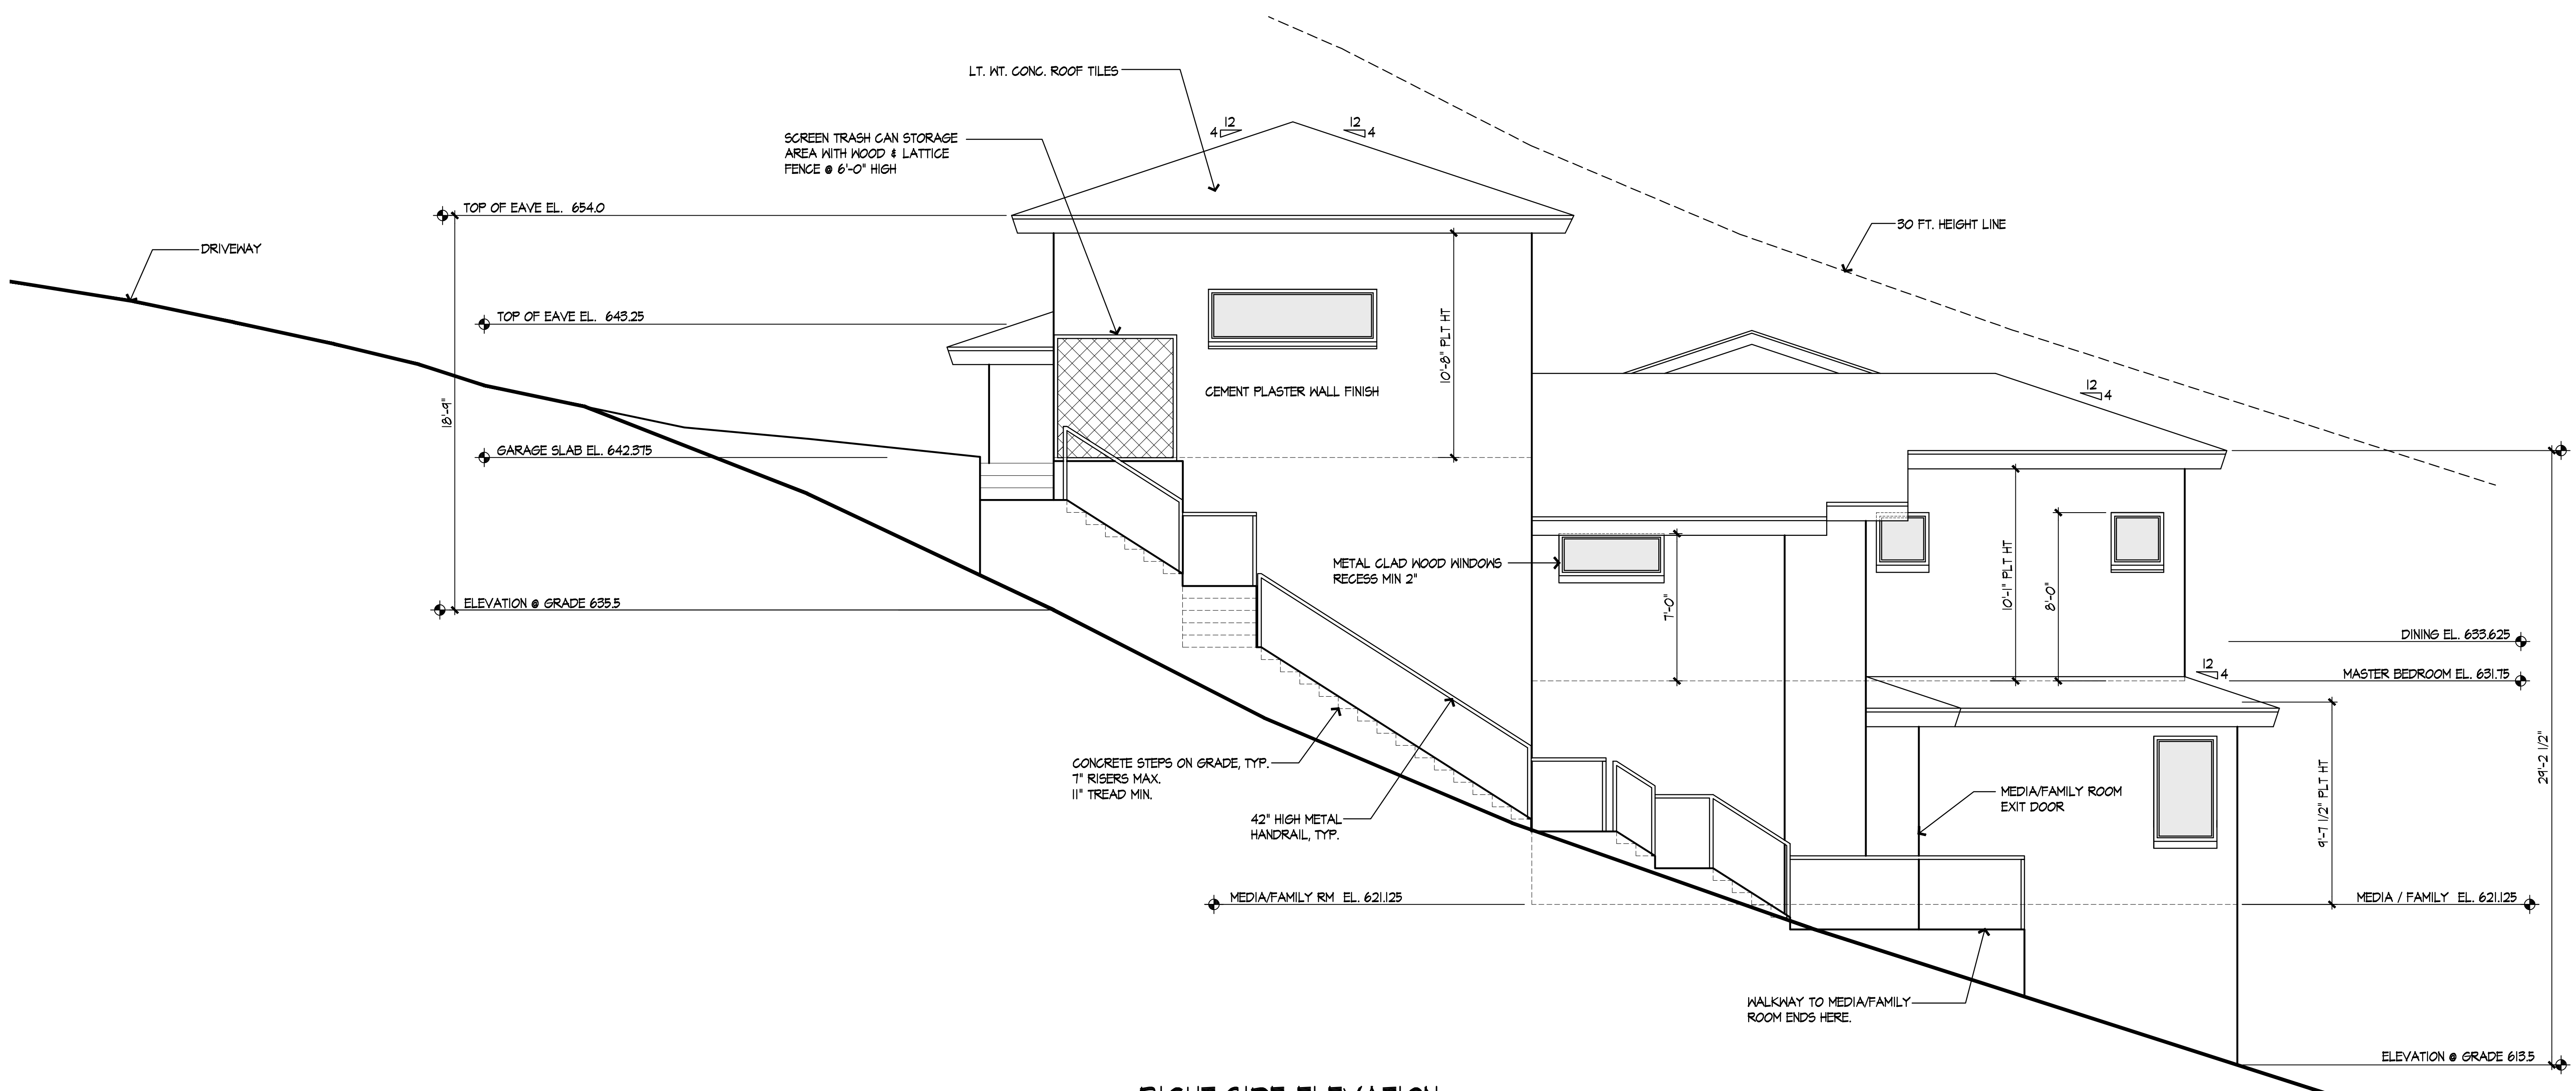 LT. WT. CONC. ROOF TILES
12
4
12
4
SCREEN TRASH CAN STORAGE
AREA WITH WOOD & LATTICE
FENCE @ 6'-0" HIGH
TOP OF EAVE EL. 654.0
30 FT. HEIGHT LINE
DRIVEWAY
TOP OF EAVE EL. 643.25
10'-8" PLT HT
CEMENT PLASTER WALL FINISH
12
4
18'-9"
GARAGE SLAB EL. 642.375
METAL CLAD WOOD WINDOWS
RECESS MIN 2"
7'-0"
10'-1" PLT HT
8'-0"
ELEVATION @ GRADE 635.5
DINING EL. 633.625
12
4
MASTER BEDROOM EL. 631.75
29'-2 1/2"
CONCRETE STEPS ON GRADE, TYP.
7" RISERS MAX.
11" TREAD MIN.
42" HIGH METAL
HANDRAIL, TYP.
MEDIA/FAMILY ROOM
EXIT DOOR
9'-7 1/2" PLT HT
MEDIA/FAMILY RM EL. 621.125
MEDIA / FAMILY EL. 621.125
WALKWAY TO MEDIA/FAMILY
ROOM ENDS HERE.
ELEVATION @ GRADE 613.5
RIGHT SIDE ELEVATION